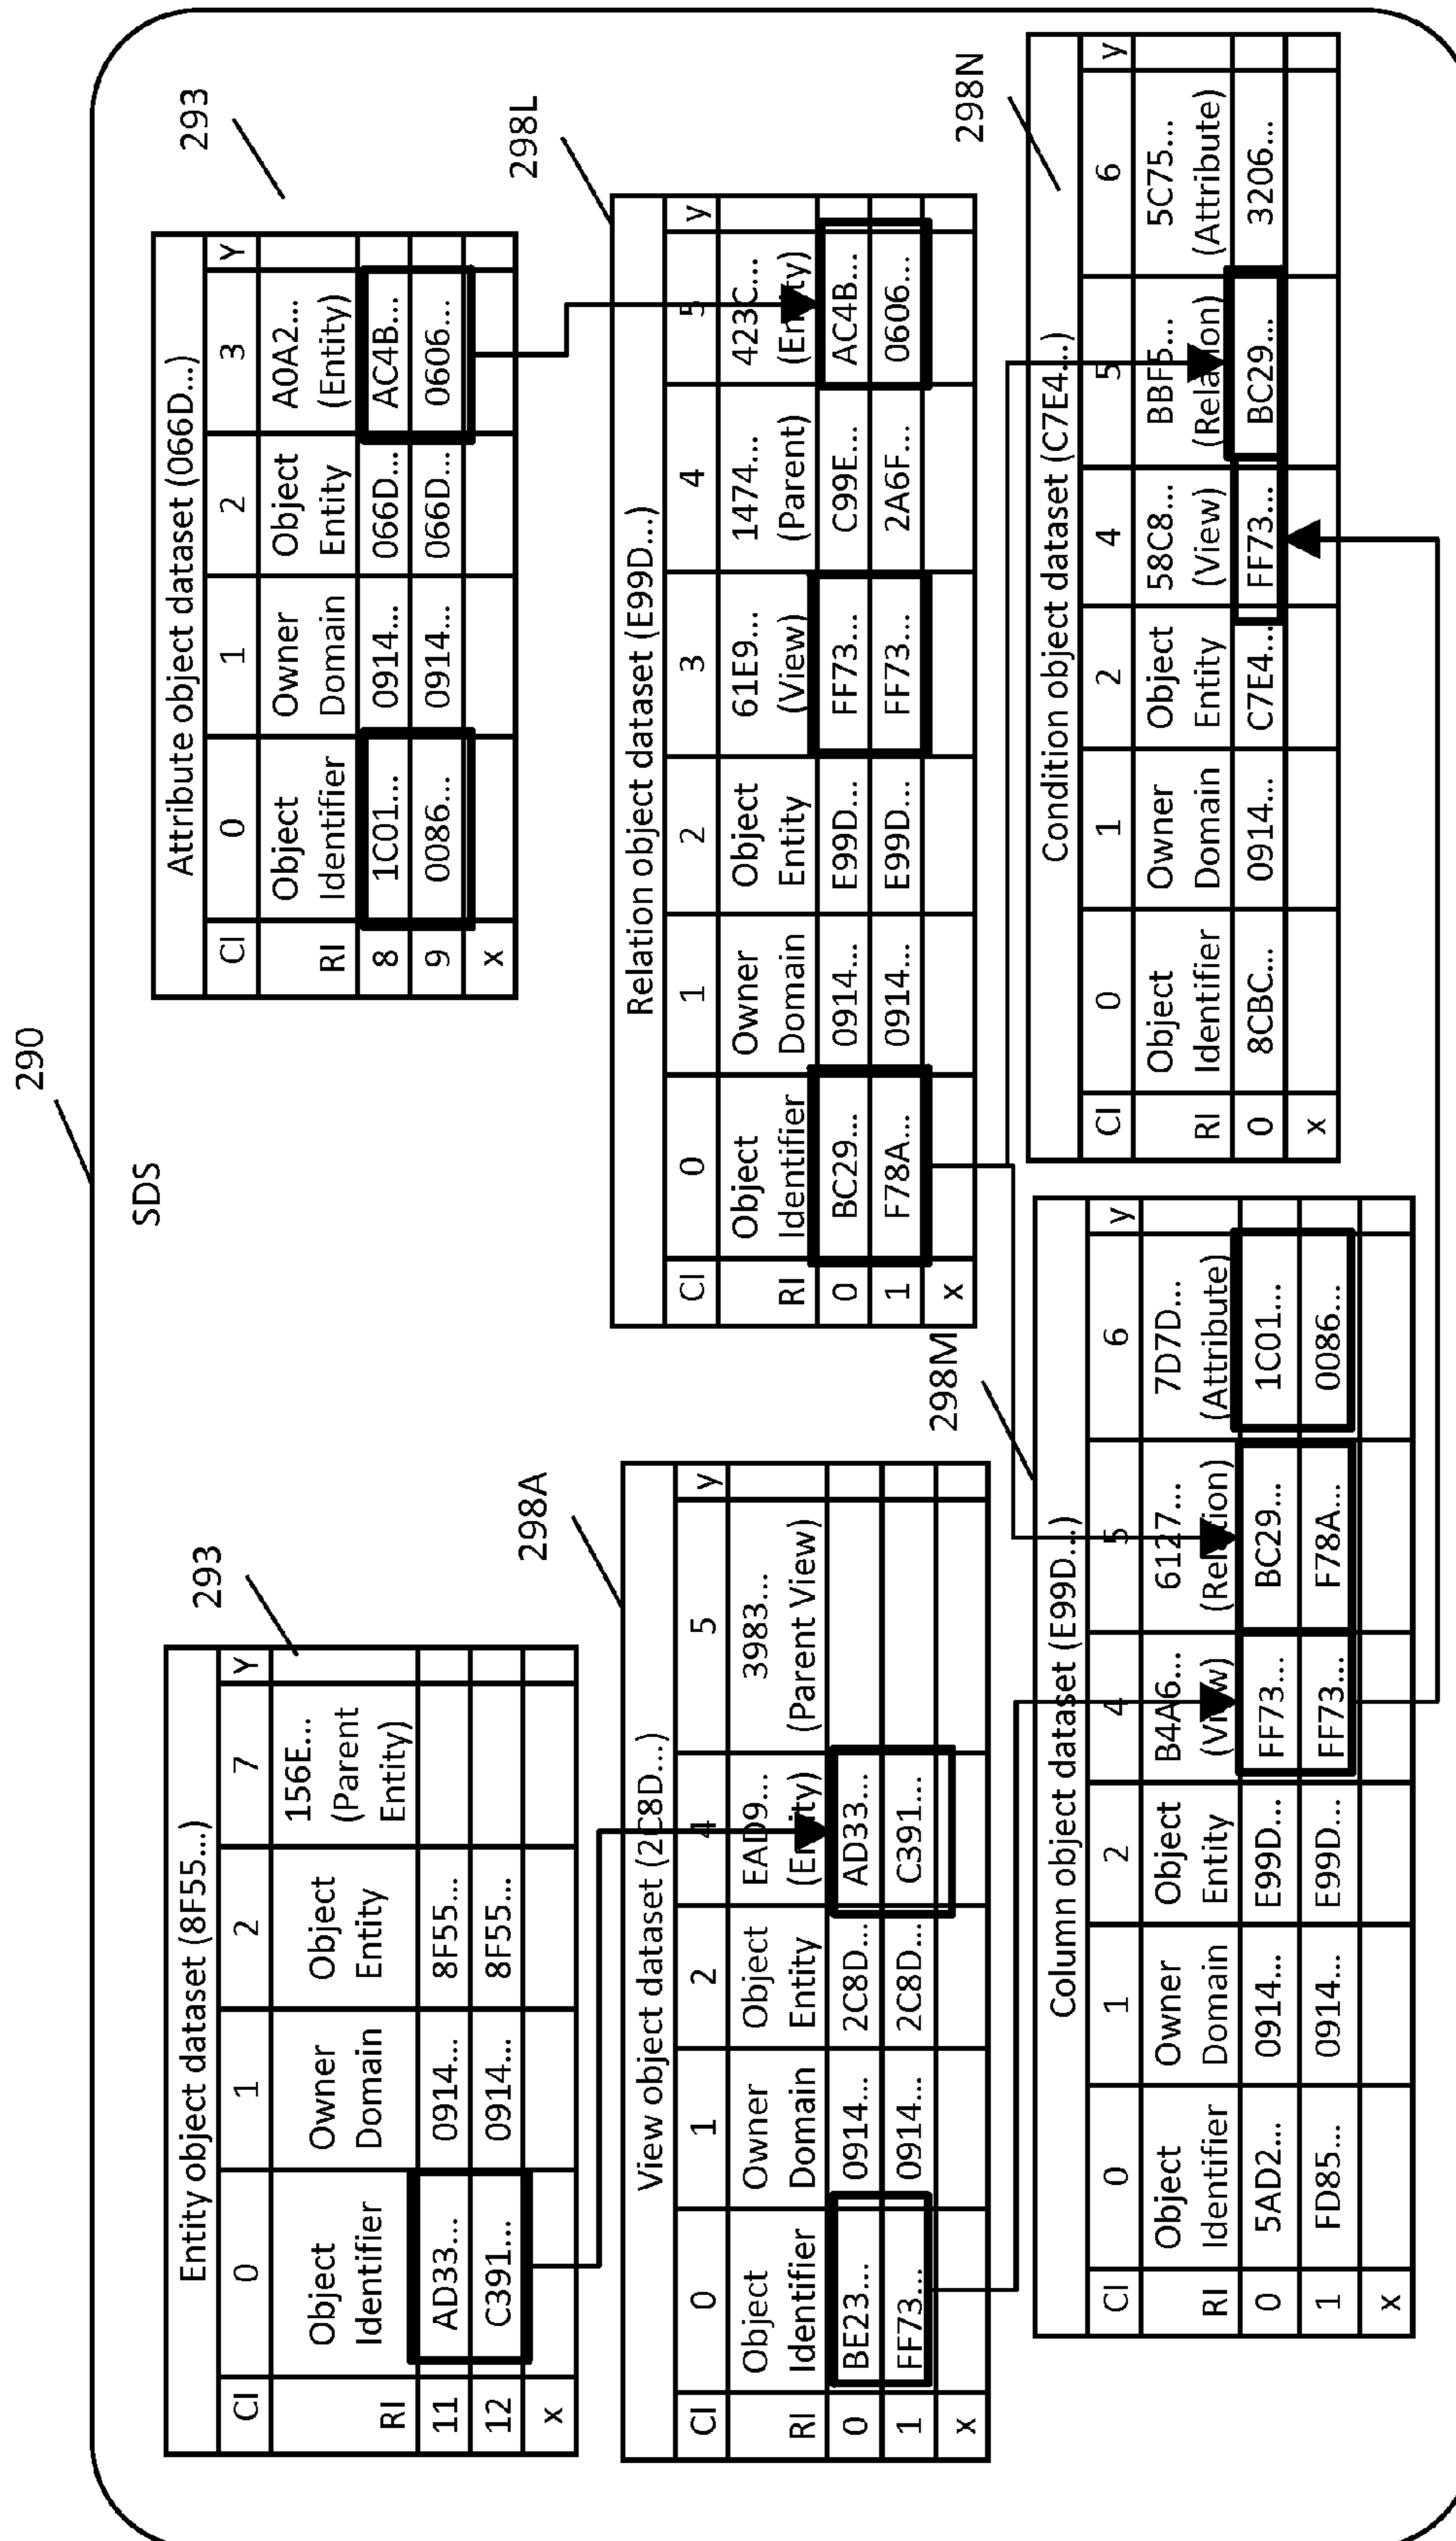 290
SDS
Entity object dataset (8F55...)
CI 0 1 2 7 Y
RI Object Identifier Owner Domain Object Entity 156E... (Parent Entity)
11 AD33... 0914... 8F55...
12 C391... 0914... 8F55...
x
293
Attribute object dataset (066D...)
CI 0 1 2 3 Y
RI Object Identifier Owner Domain Object Entity A0A2... (Entity)
8 1C01... 0914... 066D... AC4B...
9 0086... 0914... 066D... 0606...
x
293
View object dataset (2C8D...)
CI 0 1 2 4 5 y
RI Object Identifier Owner Domain Object Entity EAD9... (Entity) 3983... (Parent View)
0 BE23... 0914... 2C8D... AD33...
1 FF73... 0914... 2C8D... C391...
x
298A
Relation object dataset (E99D...)
CI 0 1 2 3 4 5 y
RI Object Identifier Owner Domain Object Entity 61E9... (View) 1474... (Parent) 423C... (Entity)
0 BC29... 0914... E99D... FF73... C99E... AC4B...
1 F78A... 0914... E99D... FF73... 2A6F... 0606...
x
298L
Column object dataset (E99D...)
CI 0 1 2 4 5 6 y
RI Object Identifier Owner Domain Object Entity B4A6... (View) 6127... (Relation) 7D7D... (Attribute)
0 5AD2... 0914... E99D... FF73... BC29... 1C01...
1 FD85... 0914... E99D... FF73... F78A... 0086...
x
298M
Condition object dataset (C7E4...)
CI 0 1 2 4 5 6 y
RI Object Identifier Owner Domain Object Entity 58C8... (View) BBF5... (Relation) 5C75... (Attribute)
0 8CBC... 0914... C7E4... FF73... BC29... 3206...
x
298N